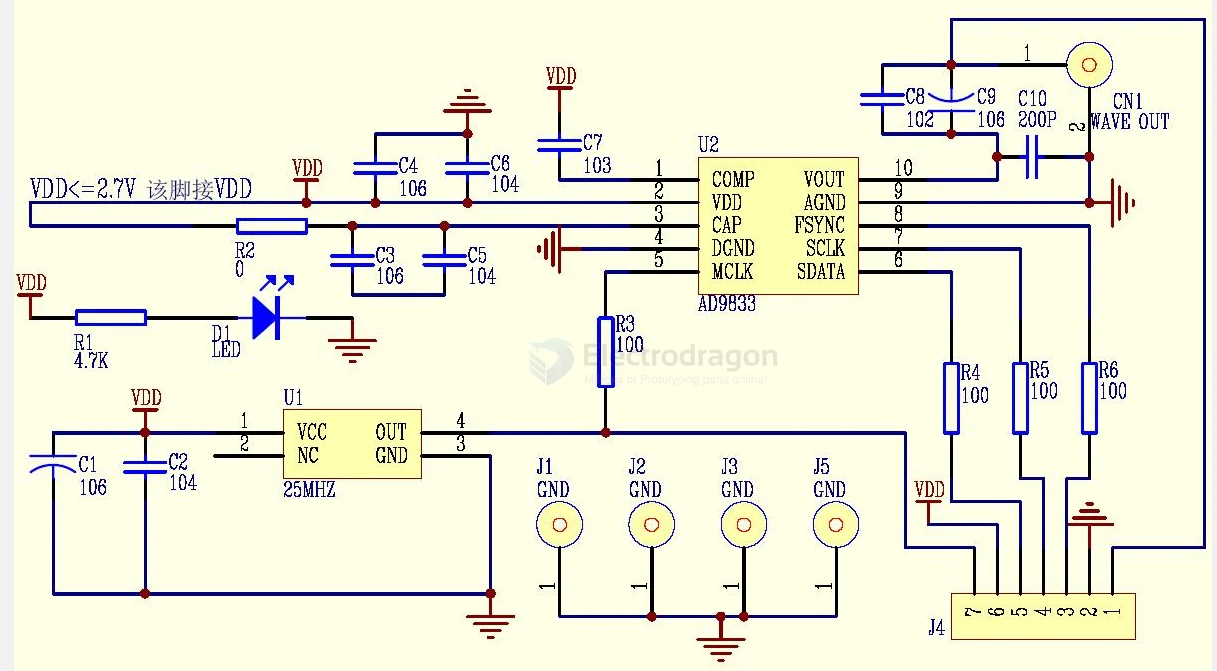 1
VDD
C8
102
C9
106
C10
200P
CN1
WAVE OUT
2
C7
103
U2
C4
106
C6
104
VDD
VDD<=2.7V 该脚接VDD
1
2
3
4
5
COMP
VDD
CAP
DGND
MCLK
VOUT
AGND
FSYNC
SCLK
SDATA
10
9
8
7
6
AD9833
R2
0
C3
106
C5
104
VDD
R1
4.7K
D1
LED
R3
100
Electrodragon
of Prototyping parts online!
R4
100
R5
100
R6
100
VDD
U1
1
2
VCC
NC
OUT
GND
4
3
25MHZ
C1
106
C2
104
J1
GND
J2
GND
J3
GND
J5
GND
VDD
1
1
1
1
7
6
5
4
3
2
1
J4